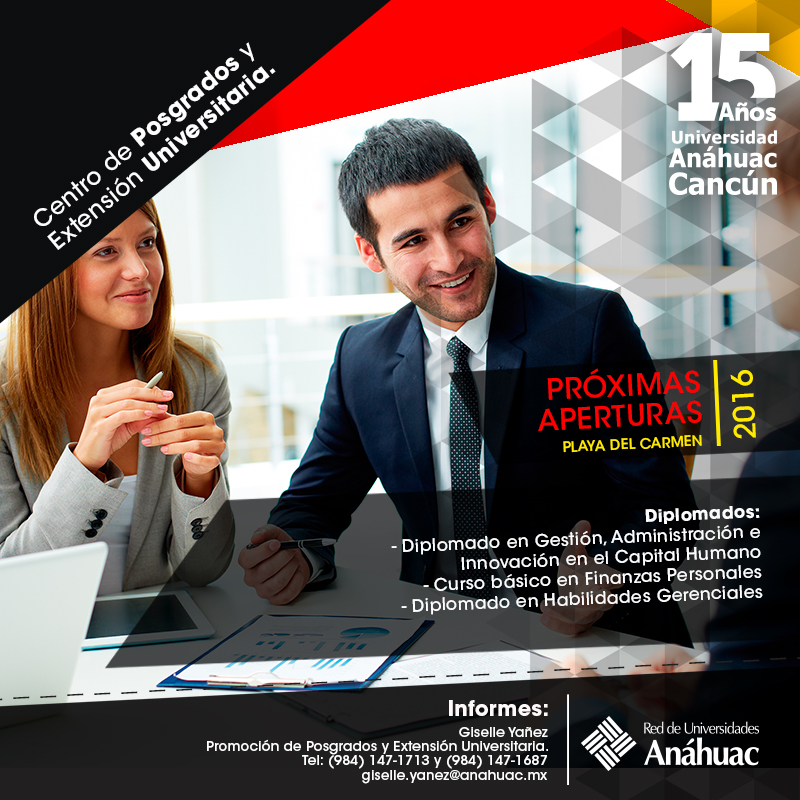 Centro de Posgrados y
Extensión Universitaria.
15
Años
Universidad
Anáhuac
Cancún
PRÓXIMAS
APERTURAS
PLAYA DEL CARMEN
2016
Diplomados:
- Diplomado en Gestión, Administración e
Innovación en el Capital Humano
- Curso básico en Finanzas Personales
- Diplomado en Habilidades Gerenciales
Informes:
Giselle Yañez
Promoción de Posgrados y Extensión Universitaria.
Tel: (984) 147-1713 y (984) 147-1687
giselle.yanez@anahuac.mx
Red de Universidades
Anáhuac